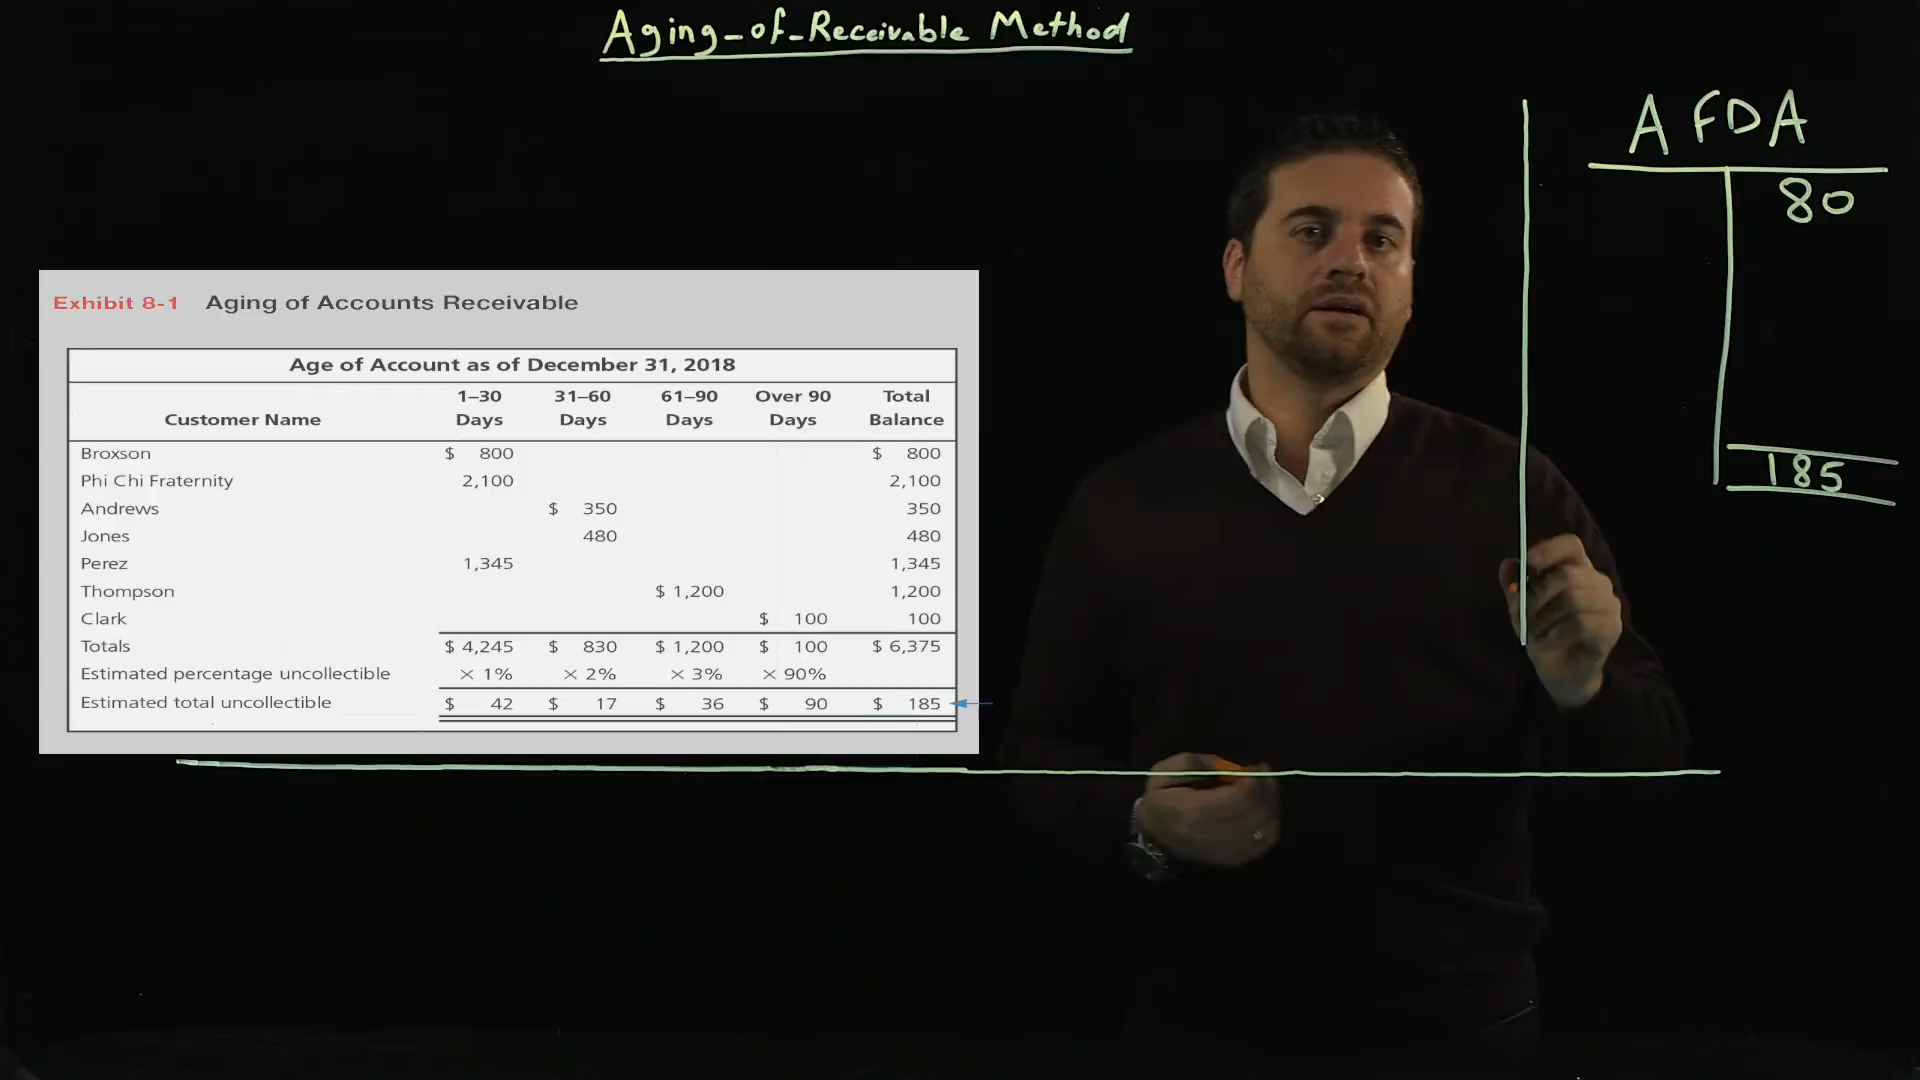 Aging-of-Receivable Method
AFDA
80
185
Exhibit 8-1 Aging of Accounts Receivable
Age of Account as of December 31, 2018
Customer Name 1–30 Days 31–60 Days 61–90 Days Over 90 Days Total Balance
Broxson $ 800 $ 800
Phi Chi Fraternity 2,100 2,100
Andrews $ 350 350
Jones 480 480
Perez 1,345 1,345
Thompson $ 1,200 1,200
Clark $ 100 100
Totals $ 4,245 $ 830 $ 1,200 $ 100 $ 6,375
Estimated percentage uncollectible × 1% × 2% × 3% × 90%
Estimated total uncollectible $ 42 $ 17 $ 36 $ 90 $ 185